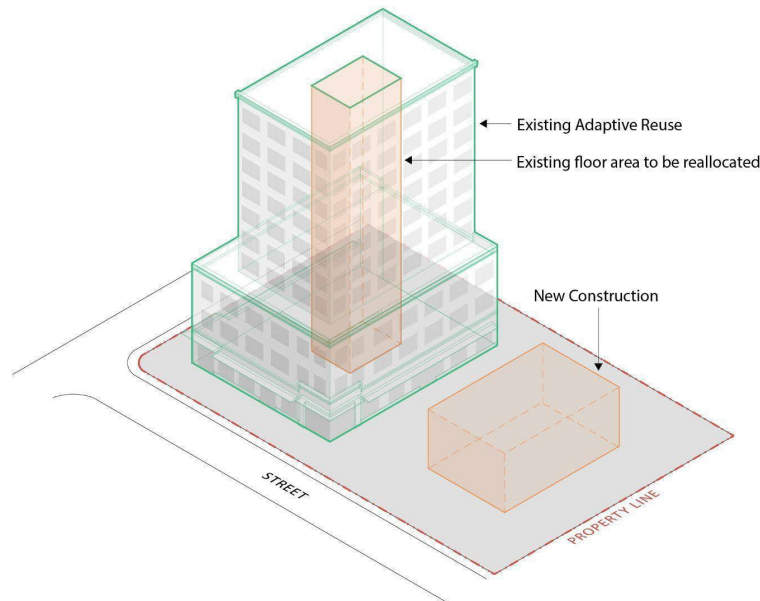 Existing Adaptive Reuse
Existing floor area to be reallocated
New Construction
STREET
PROPERTY LINE